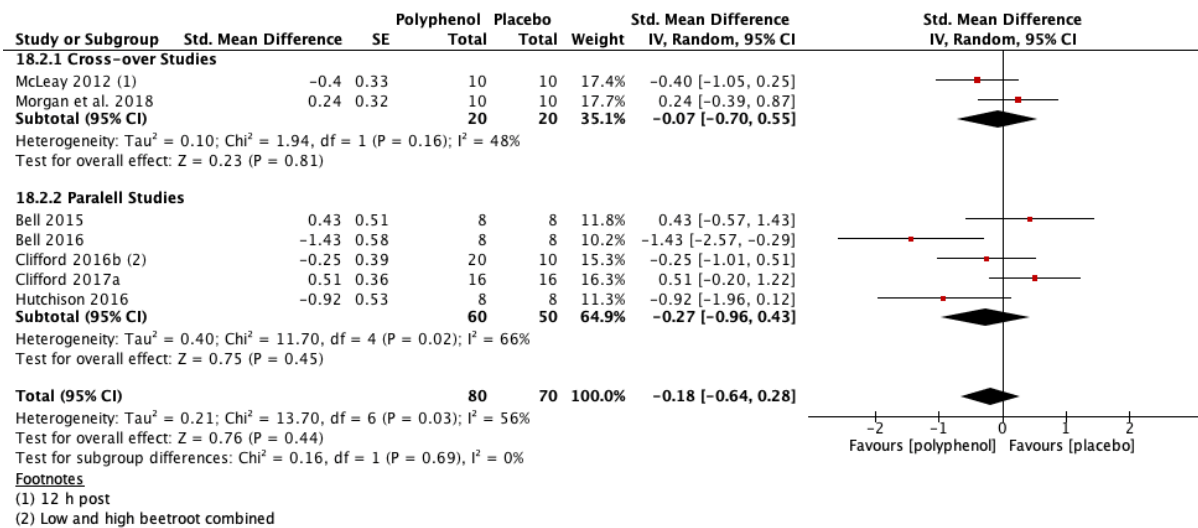 Polyphenol Placebo Std. Mean Difference Std. Mean Difference
Study or Subgroup Std. Mean Difference SE Total Total Weight IV, Random, 95% CI IV, Random, 95% CI
18.2.1 Cross-over Studies
McLeay 2012 (1) -0.4 0.33 10 10 17.4% -0.40 [-1.05, 0.25]
Morgan et al. 2018 0.24 0.32 10 10 17.7% 0.24 [-0.39, 0.87]
Subtotal (95% CI) 20 20 35.1% -0.07 [-0.70, 0.55]
Heterogeneity: Tau² = 0.10; Chi² = 1.94, df = 1 (P = 0.16); I² = 48%
Test for overall effect: Z = 0.23 (P = 0.81)
18.2.2 Paralell Studies
Bell 2015 0.43 0.51 8 8 11.8% 0.43 [-0.57, 1.43]
Bell 2016 -1.43 0.58 8 8 10.2% -1.43 [-2.57, -0.29]
Clifford 2016b (2) -0.25 0.39 20 10 15.3% -0.25 [-1.01, 0.51]
Clifford 2017a 0.51 0.36 16 16 16.3% 0.51 [-0.20, 1.22]
Hutchison 2016 -0.92 0.53 8 8 11.3% -0.92 [-1.96, 0.12]
Subtotal (95% CI) 60 50 64.9% -0.27 [-0.96, 0.43]
Heterogeneity: Tau² = 0.40; Chi² = 11.70, df = 4 (P = 0.02); I² = 66%
Test for overall effect: Z = 0.75 (P = 0.45)
Total (95% CI) 80 70 100.0% -0.18 [-0.64, 0.28]
Heterogeneity: Tau² = 0.21; Chi² = 13.70, df = 6 (P = 0.03); I² = 56%
Test for overall effect: Z = 0.76 (P = 0.44)
Test for subgroup differences: Chi² = 0.16, df = 1 (P = 0.69), I² = 0%
-2 -1 0 1 2
Favours [polyphenol] Favours [placebo]
Footnotes
(1) 12 h post
(2) Low and high beetroot combined